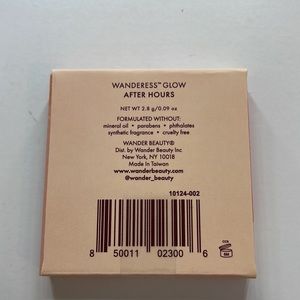 WANDERESS™ GLOW
AFTER HOURS
NET WT 2.8 g/0.09 oz
FORMULATED WITHOUT:
mineral oil • parabens • phthalates
synthetic fragrance • cruelty free
WANDER BEAUTY®
Dist. by Wander Beauty Inc
New York, NY 10018
Made in Taiwan
www.wanderbeauty.com
@wander_beauty
10124-002
8 50011 02300 6